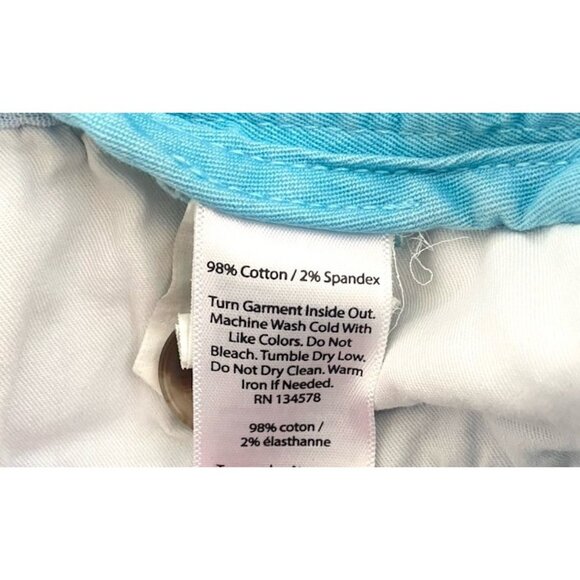 98% Cotton / 2% Spandex
Turn Garment Inside Out.
Machine Wash Cold With
Like Colors. Do Not
Bleach. Tumble Dry Low.
Do Not Dry Clean. Warm
Iron If Needed.
RN 134578
98% coton /
2% élasthanne